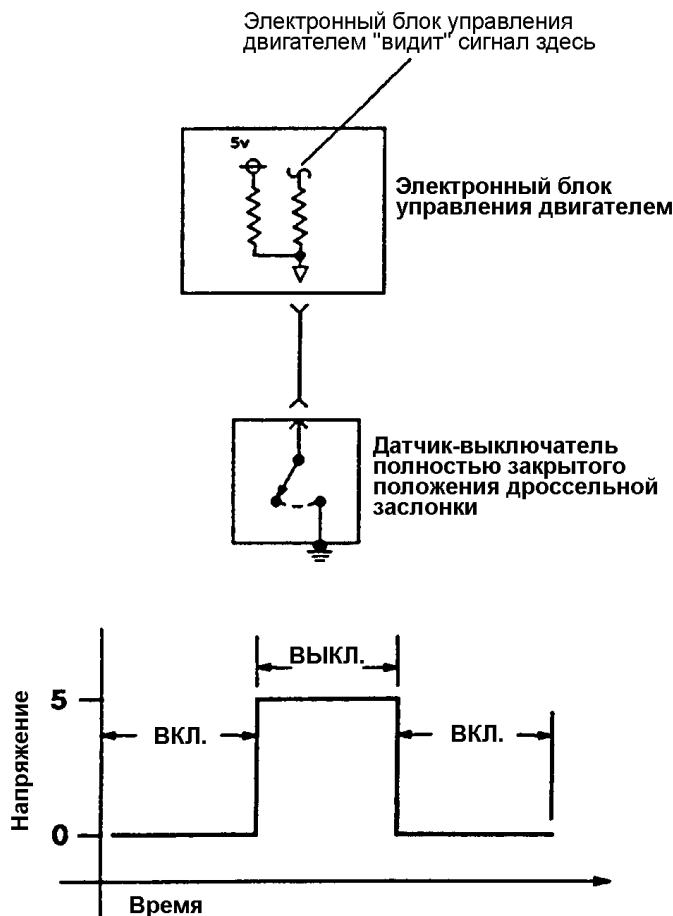 Электронный блок управления
двигателем "видит" сигнал здесь
5v
Электронный блок
управления двигателем
Датчик-выключатель
полностью закрытого
положения дроссельной
заслонки
ВЫКЛ.
5
ВКЛ.
ВКЛ.
Напряжение
0
Время